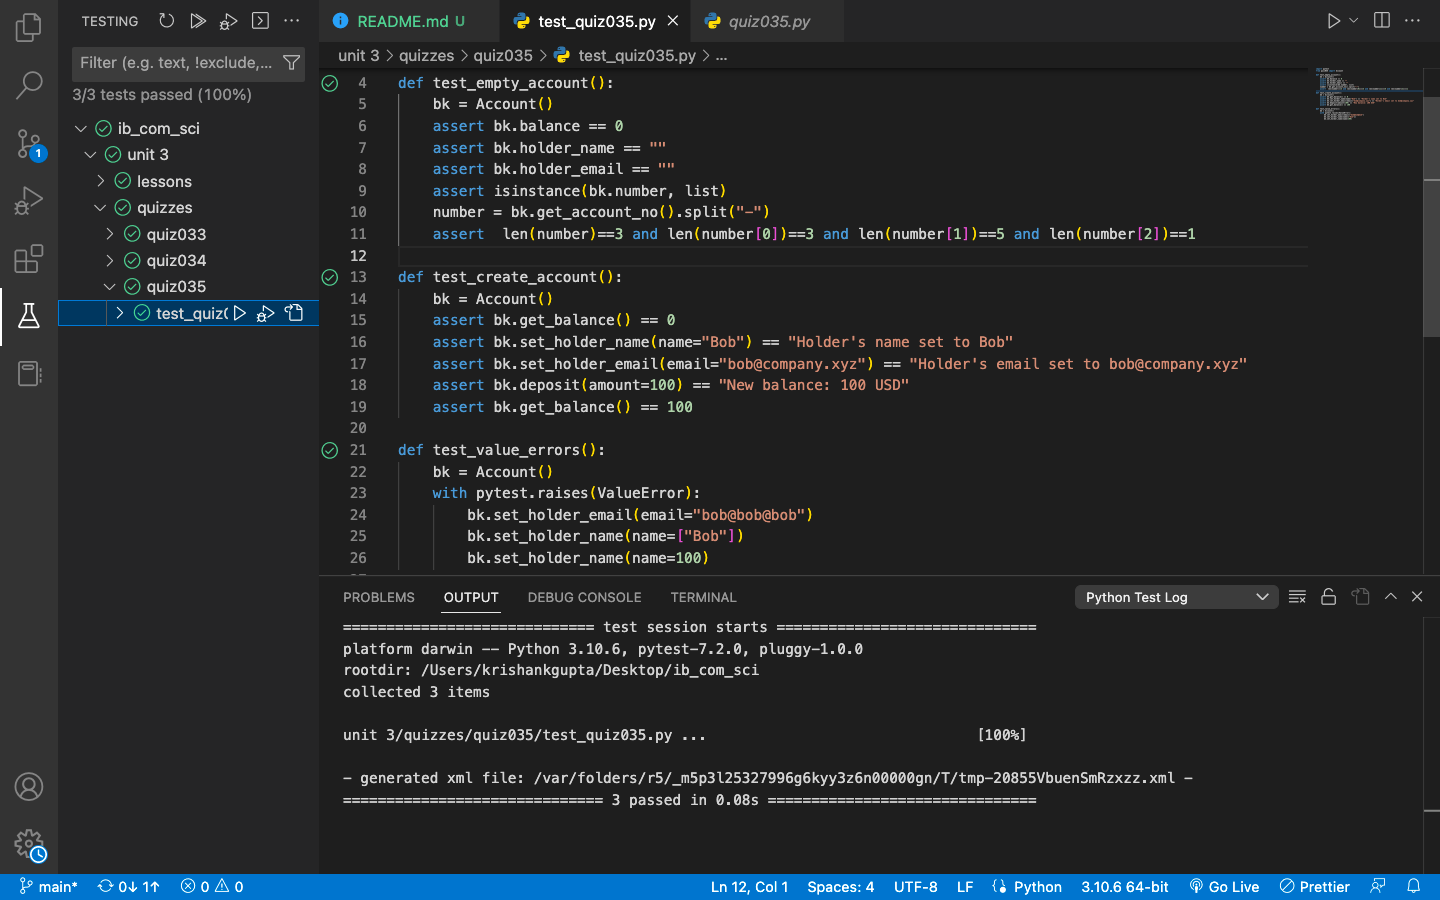 TESTING
README.md U
test_quiz035.py
quiz035.py
Filter (e.g. text, !exclude,...
unit 3 > quizzes > quiz035 > test_quiz035.py > ...
3/3 tests passed (100%)
ib_com_sci
unit 3
lessons
quizzes
quiz033
quiz034
quiz035
test_quiz(
4 def test_empty_account():
5 bk = Account()
6 assert bk.balance == 0
7 assert bk.holder_name == ""
8 assert bk.holder_email == ""
9 assert isinstance(bk.number, list)
10 number = bk.get_account_no().split("-")
11 assert  len(number)==3 and len(number[0])==3 and len(number[1])==5 and len(number[2])==1
12
13 def test_create_account():
14 bk = Account()
15 assert bk.get_balance() == 0
16 assert bk.set_holder_name(name="Bob") == "Holder's name set to Bob"
17 assert bk.set_holder_email(email="bob@company.xyz") == "Holder's email set to bob@company.xyz"
18 assert bk.deposit(amount=100) == "New balance: 100 USD"
19 assert bk.get_balance() == 100
20
21 def test_value_errors():
22 bk = Account()
23 with pytest.raises(ValueError):
24 bk.set_holder_email(email="bob@bob@bob")
25 bk.set_holder_name(name=["Bob"])
26 bk.set_holder_name(name=100)
1
PROBLEMS OUTPUT DEBUG CONSOLE TERMINAL Python Test Log
============================= test session starts ==============================
platform darwin -- Python 3.10.6, pytest-7.2.0, pluggy-1.0.0
rootdir: /Users/krishankgupta/Desktop/ib_com_sci
collected 3 items
unit 3/quizzes/quiz035/test_quiz035.py ... [100%]
- generated xml file: /var/folders/r5/_m5p3l25327996g6kyy3z6n00000gn/T/tmp-20855VbuenSmRzxzz.xml -
============================== 3 passed in 0.08s ===============================
main* 0↓ 1↑ 0 0 Ln 12, Col 1 Spaces: 4 UTF-8 LF Python 3.10.6 64-bit Go Live Prettier